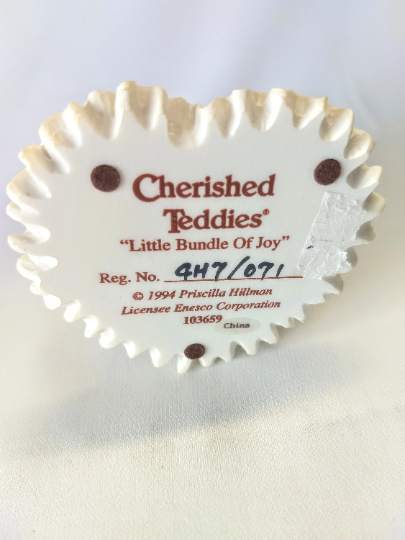 Cherished
Teddies®
"Little Bundle Of Joy"
Reg. No. 4H7/071
© 1994 Priscilla Hillman
Licensee Enesco Corporation
103659 China